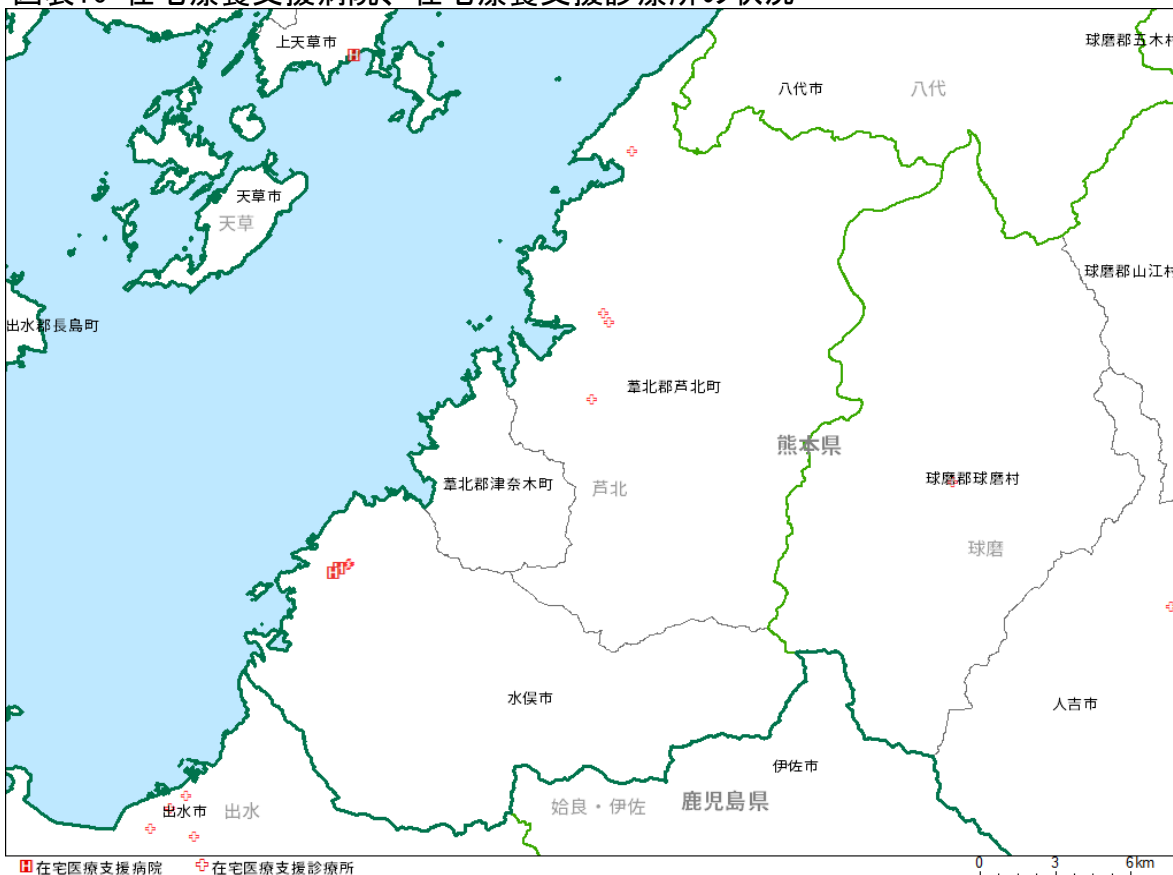 図表10 在宅療養支援病院、在宅療養支援診療所の状況
上天草市
球磨郡五木村
八代市
八代
天草市
天草
球磨郡山江村
出水郡長島町
葦北郡芦北町
熊本県
球磨郡球磨村
葦北郡津奈木町
芦北
球磨
水俣市
人吉市
伊佐市
姶良・伊佐
鹿児島県
出水市
出水
H在宅医療支援病院
在宅医療支援診療所
0 3 6km